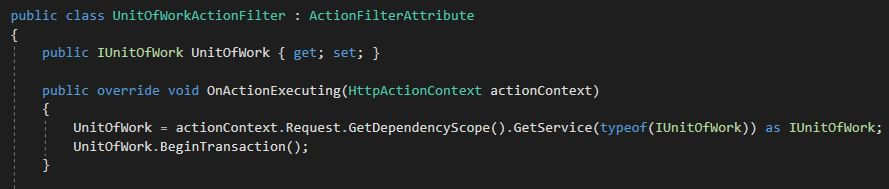 public class UnitOfWorkActionFilter : ActionFilterAttribute
{
    public IUnitOfWork UnitOfWork { get; set; }

    public override void OnActionExecuting(HttpActionContext actionContext)
    {
        UnitOfWork = actionContext.Request.GetDependencyScope().GetService(typeof(IUnitOfWork)) as IUnitOfWork;
        UnitOfWork.BeginTransaction();
    }